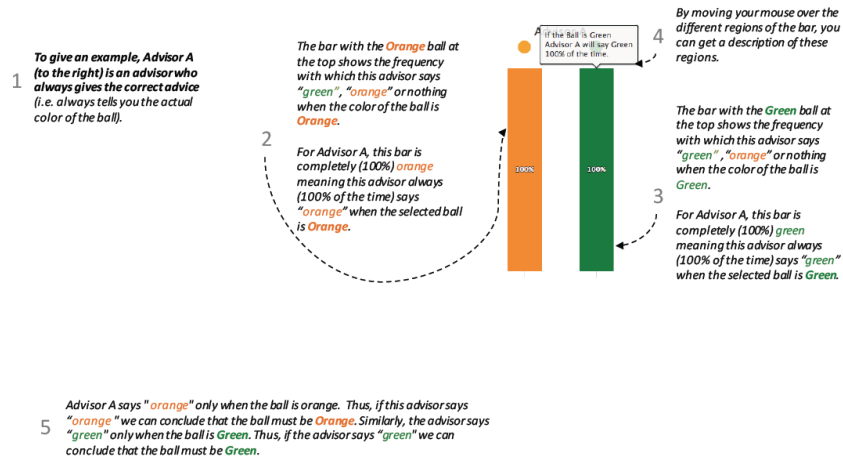 1
To give an example, Advisor A
(to the right) is an advisor who
always gives the correct advice
(i.e. always tells you the actual
color of the ball).
2
The bar with the Orange ball at
the top shows the frequency
with which this advisor says
“green”, “orange” or nothing
when the color of the ball is
Orange.
For Advisor A, this bar is
completely (100%) orange
meaning this advisor always
(100% of the time) says
“orange” when the selected ball
is Orange.
If the Ball is Green
Advisor A will say Green
100% of the time.
100%
100%
4
By moving your mouse over the
different regions of the bar, you
can get a description of these
regions.
3
The bar with the Green ball at
the top shows the frequency
with which this advisor says
“green” ,“orange” or nothing
when the color of the ball is
Green.
For Advisor A, this bar is
completely (100%) green
meaning this advisor always
(100% of the time) says “green”
when the selected ball is Green.
5
Advisor A says " orange" only when the ball is orange. Thus, if this advisor says
“orange " we can conclude that the ball must be Orange. Similarly, the advisor says
“green" only when the ball is Green. Thus, if the advisor says “green" we can
conclude that the ball must be Green.